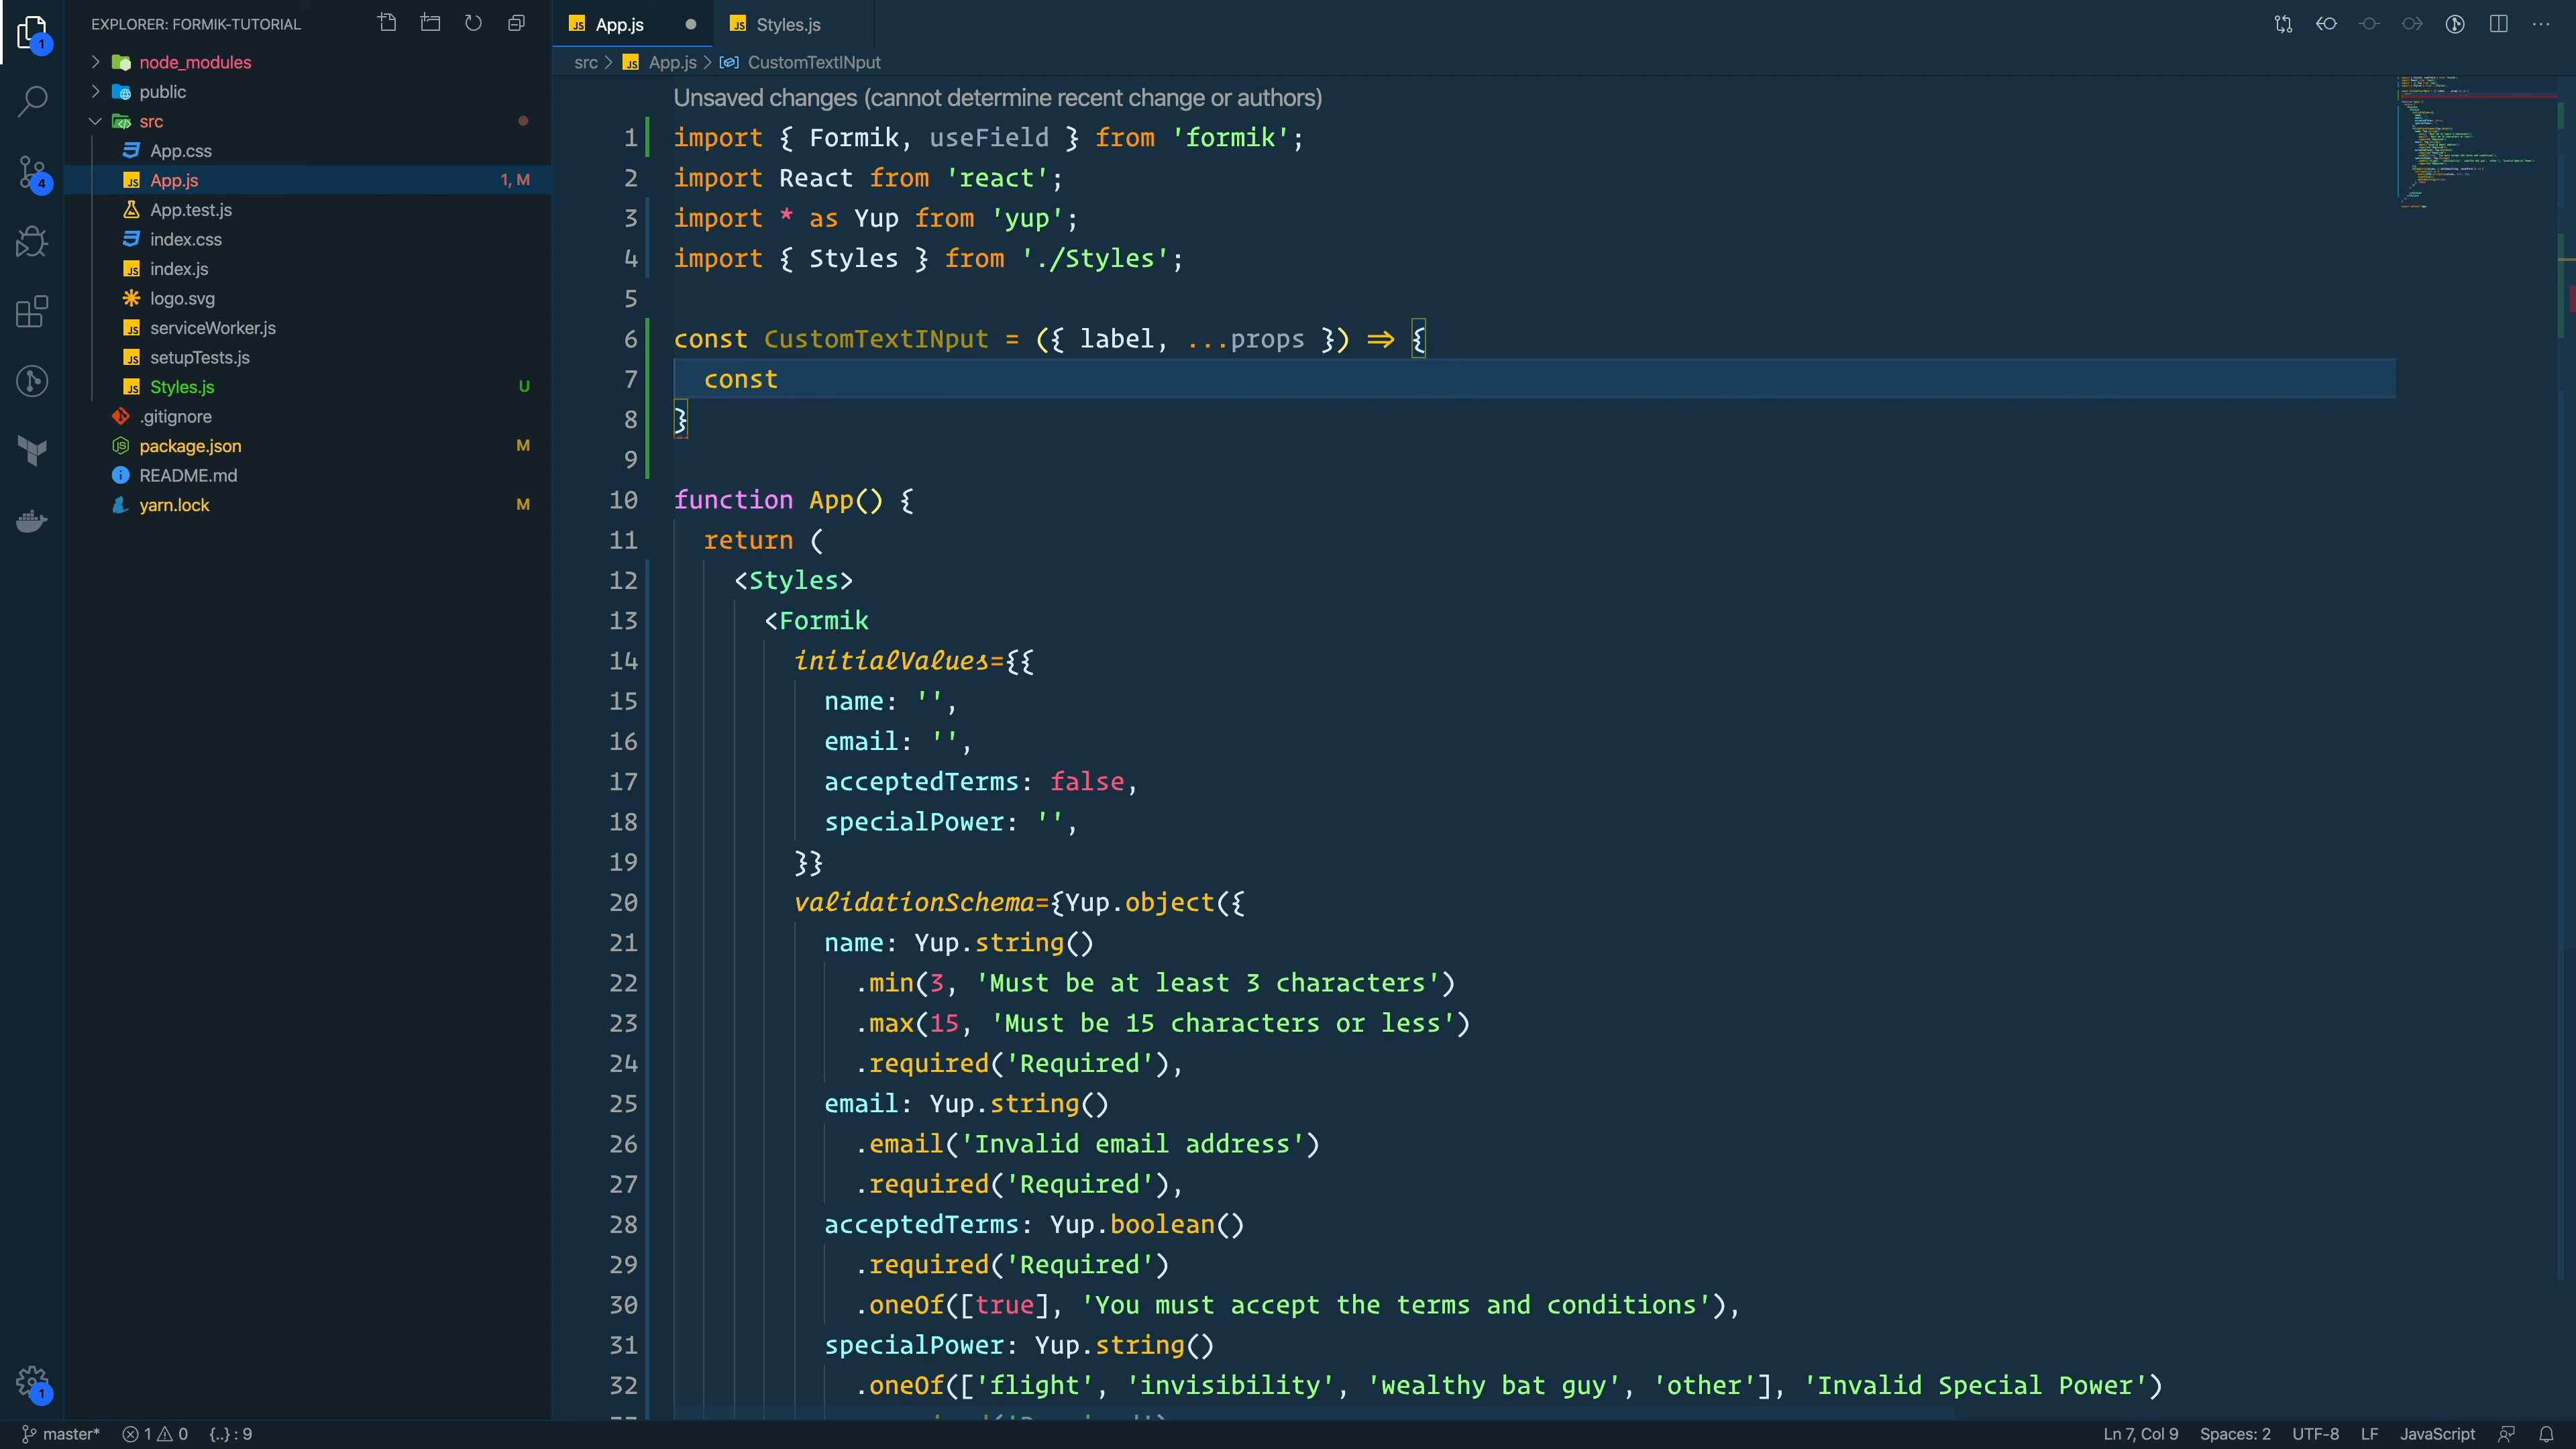 EXPLORER: FORMIK-TUTORIAL
node_modules
public
src
App.css
App.js 1, M
App.test.js
index.css
index.js
logo.svg
serviceWorker.js
setupTests.js
Styles.js U
.gitignore
package.json M
README.md
yarn.lock M
1
4
1
App.js
Styles.js
src > App.js > CustomTextINput
Unsaved changes (cannot determine recent change or authors)
1 import { Formik, useField } from 'formik';
2 import React from 'react';
3 import * as Yup from 'yup';
4 import { Styles } from './Styles';
5
6 const CustomTextINput = ({ label, ...props }) => {
7 const
8 }
9
10 function App() {
11 return (
12 <Styles>
13 <Formik
14 initialValues={{
15 name: '',
16 email: '',
17 acceptedTerms: false,
18 specialPower: '',
19 }}
20 validationSchema={Yup.object({
21 name: Yup.string()
22 .min(3, 'Must be at least 3 characters')
23 .max(15, 'Must be 15 characters or less')
24 .required('Required'),
25 email: Yup.string()
26 .email('Invalid email address')
27 .required('Required'),
28 acceptedTerms: Yup.boolean()
29 .required('Required')
30 .oneOf([true], 'You must accept the terms and conditions'),
31 specialPower: Yup.string()
32 .oneOf(['flight', 'invisibility', 'wealthy bat guy', 'other'], 'Invalid Special Power')
master* 1 0 {..} : 9
Ln 7, Col 9 Spaces: 2 UTF-8 LF JavaScript